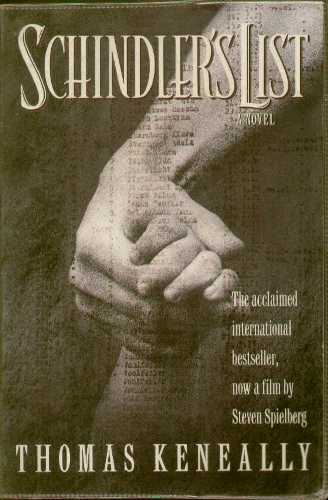 SCHINDLER'S LIST
A NOVEL
The acclaimed
international
bestseller,
now a film by
Steven Spielberg
THOMAS KENEALLY